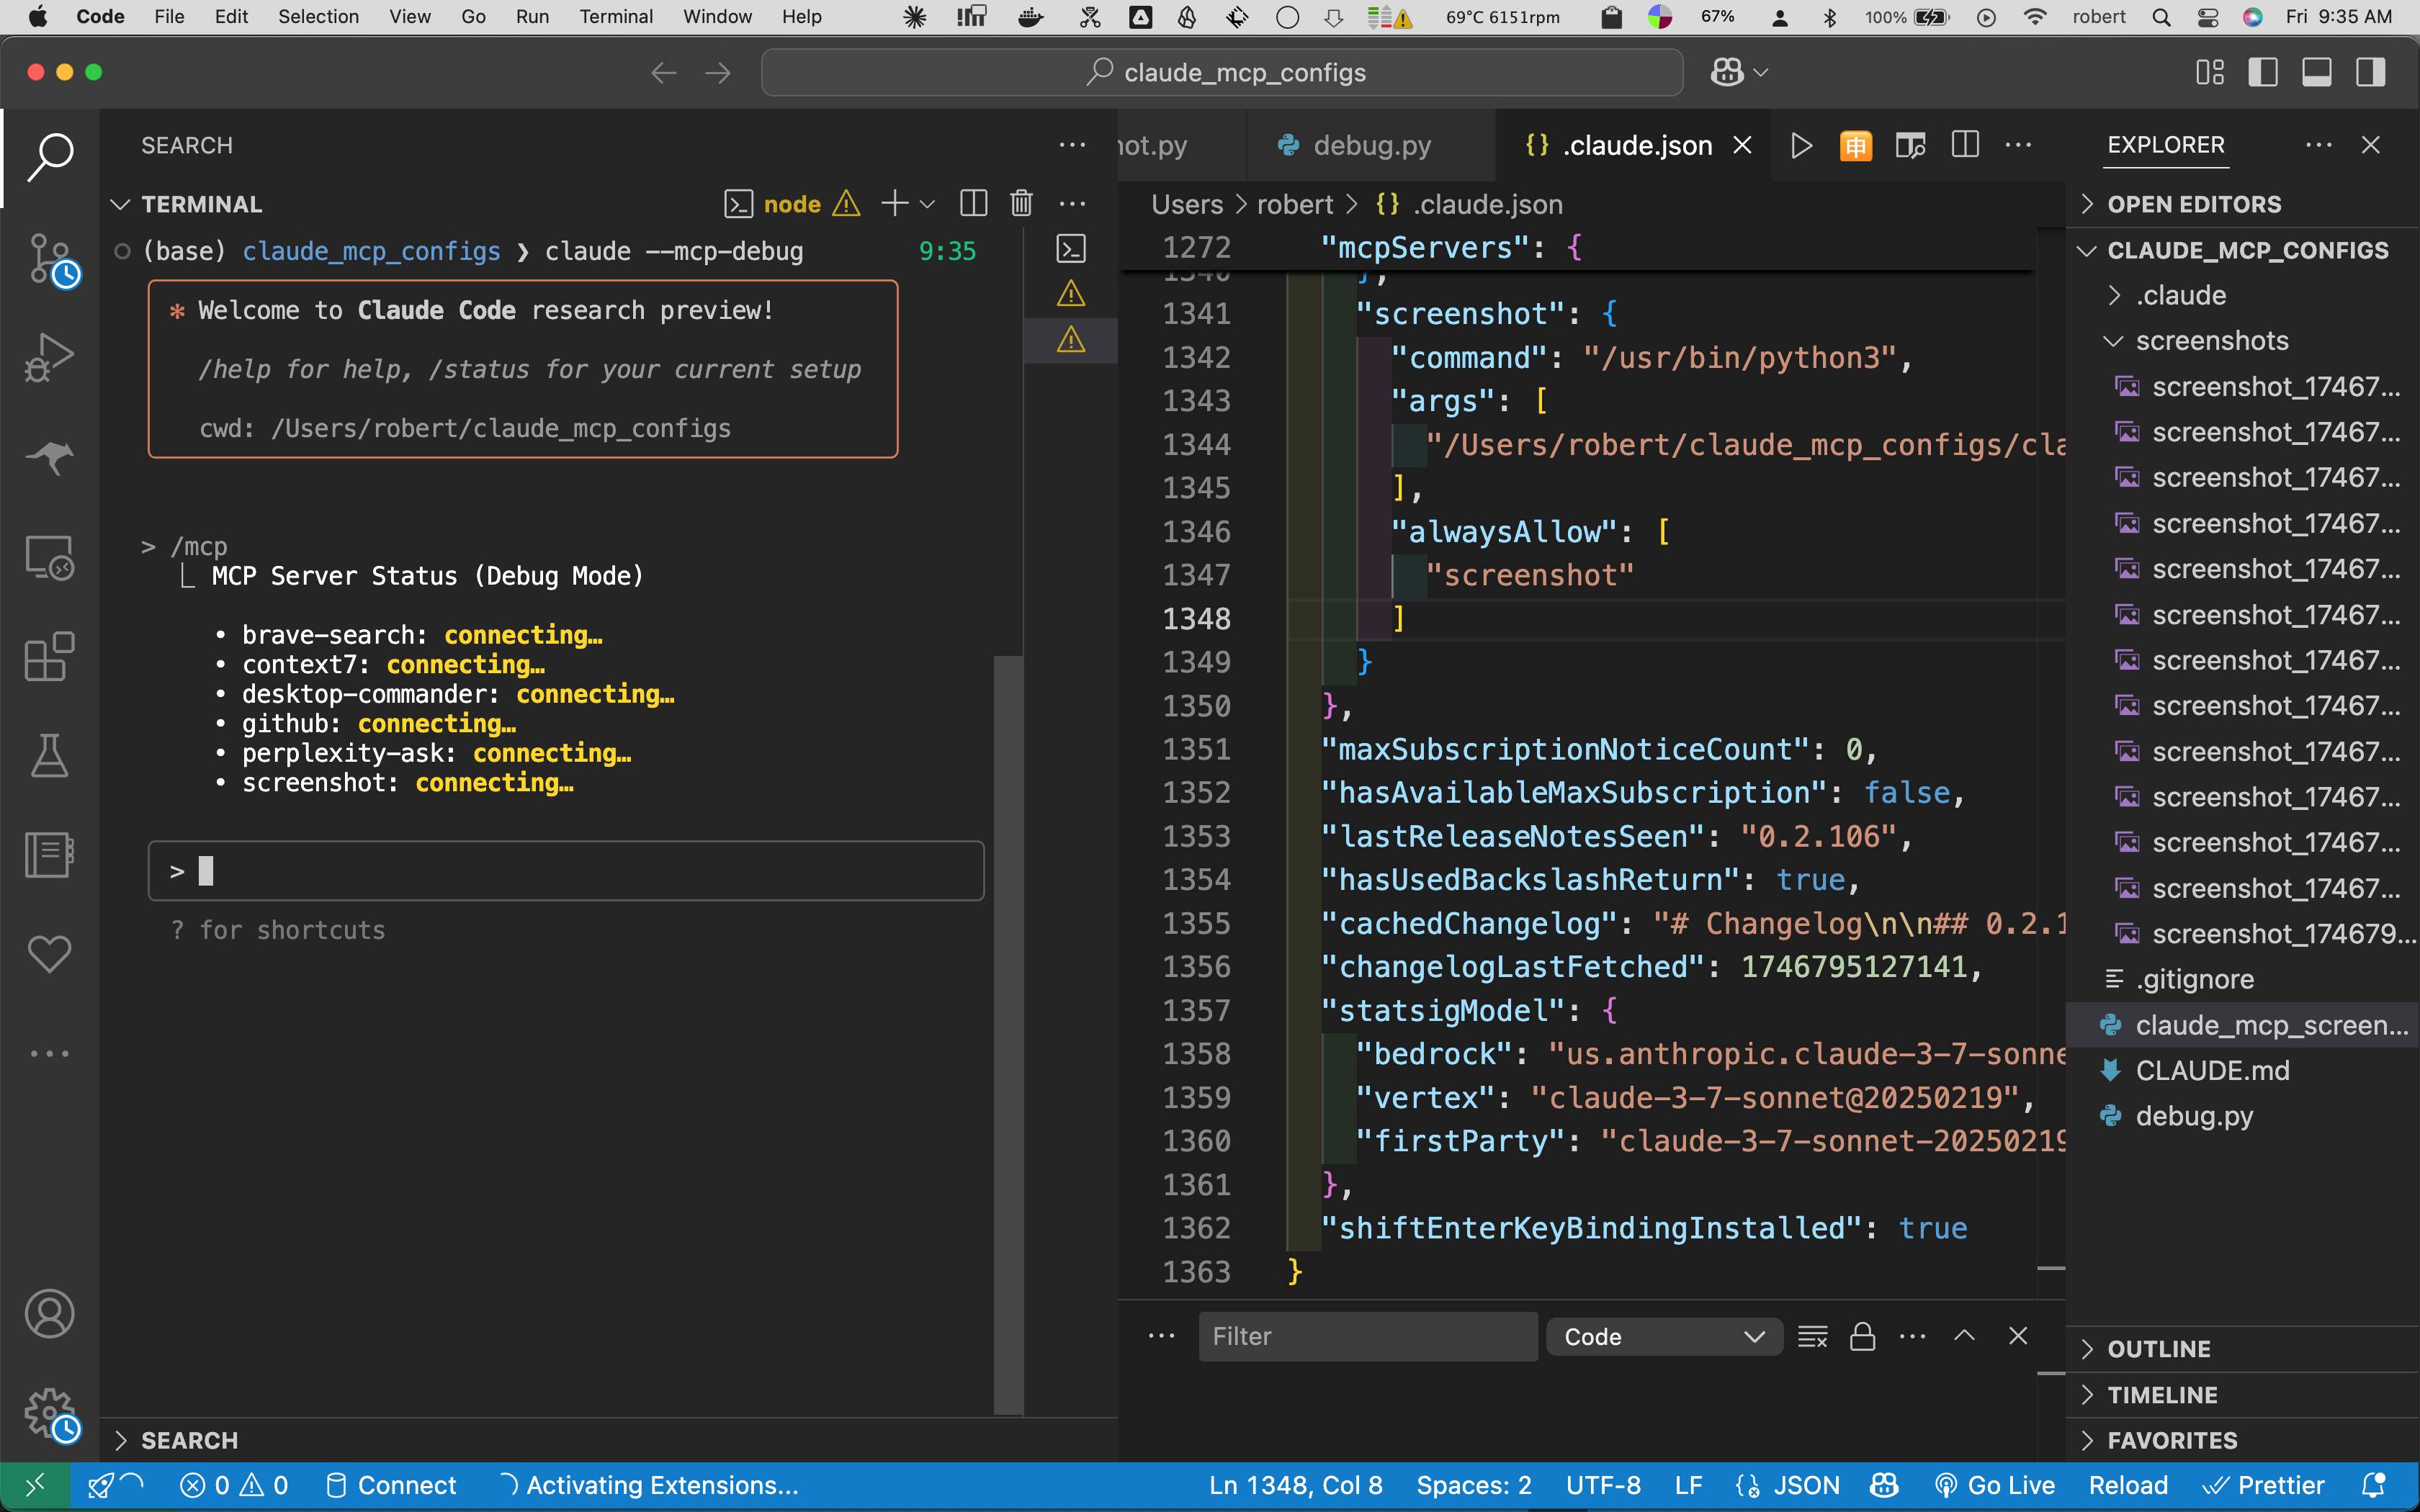 Code File Edit Selection View Go Run Terminal Window Help 69°C 6151rpm 67% 100% robert Fri 9:35 AM
claude_mcp_configs
SEARCH
TERMINAL
node
(base) claude_mcp_configs ❯ claude --mcp-debug 9:35
✻ Welcome to Claude Code research preview!
/help for help, /status for your current setup
cwd: /Users/robert/claude_mcp_configs
> /mcp
⎿ MCP Server Status (Debug Mode)
• brave-search: connecting…
• context7: connecting…
• desktop-commander: connecting…
• github: connecting…
• perplexity-ask: connecting…
• screenshot: connecting…
>
? for shortcuts
SEARCH
hot.py debug.py {} .claude.json
Users > robert > {} .claude.json
1272 "mcpServers": {
1340 },
1341 "screenshot": {
1342 "command": "/usr/bin/python3",
1343 "args": [
1344 "/Users/robert/claude_mcp_configs/cla
1345 ],
1346 "alwaysAllow": [
1347 "screenshot"
1348 ]
1349 }
1350 },
1351 "maxSubscriptionNoticeCount": 0,
1352 "hasAvailableMaxSubscription": false,
1353 "lastReleaseNotesSeen": "0.2.106",
1354 "hasUsedBackslashReturn": true,
1355 "cachedChangelog": "# Changelog\n\n## 0.2.1
1356 "changelogLastFetched": 1746795127141,
1357 "statsigModel": {
1358 "bedrock": "us.anthropic.claude-3-7-sonne
1359 "vertex": "claude-3-7-sonnet@20250219",
1360 "firstParty": "claude-3-7-sonnet-20250219
1361 },
1362 "shiftEnterKeyBindingInstalled": true
1363 }
Filter Code
申
EXPLORER
OPEN EDITORS
CLAUDE_MCP_CONFIGS
.claude
screenshots
screenshot_17467...
screenshot_17467...
screenshot_17467...
screenshot_17467...
screenshot_17467...
screenshot_17467...
screenshot_17467...
screenshot_17467...
screenshot_17467...
screenshot_17467...
screenshot_17467...
screenshot_17467...
screenshot_174679...
.gitignore
claude_mcp_screen...
CLAUDE.md
debug.py
OUTLINE
TIMELINE
FAVORITES
0 0 Connect Activating Extensions... Ln 1348, Col 8 Spaces: 2 UTF-8 LF JSON Go Live Reload Prettier